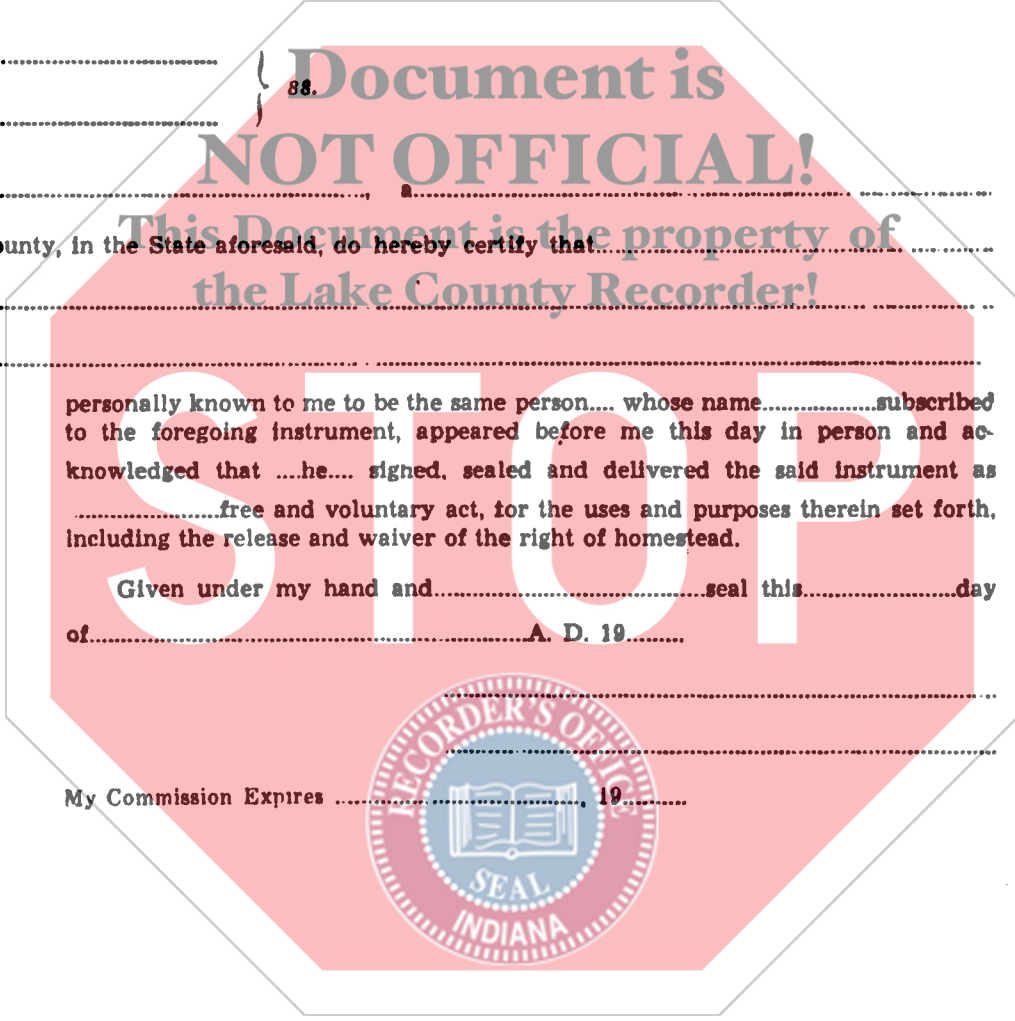 Document is
ss.
NOT OFFICIAL!
, a
This Document is the property of
ounty, in the State aforesaid, do hereby certify that
the Lake County Recorder!
STOP
personally known to me to be the same person.... whose name....................subscribed
to the foregoing instrument, appeared before me this day in person and ac-
knowledged that ....he.... signed, sealed and delivered the said instrument as
.........................free and voluntary act, for the uses and purposes therein set forth,
including the release and waiver of the right of homestead.
Given under my hand and................................................seal this...........................day
of..............................................................................A. D. 19..........
RECORDER'S OFFICE
My Commission Expires ............................................, 19...........
SEAL
INDIANA